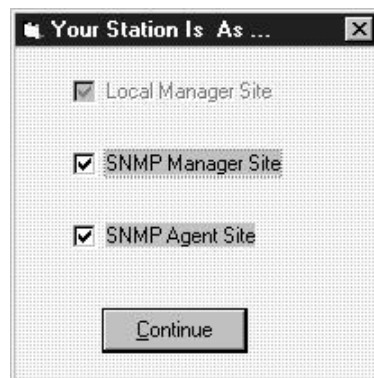 Your Station Is As ...
Local Manager Site
SNMP Manager Site
SNMP Agent Site
Continue